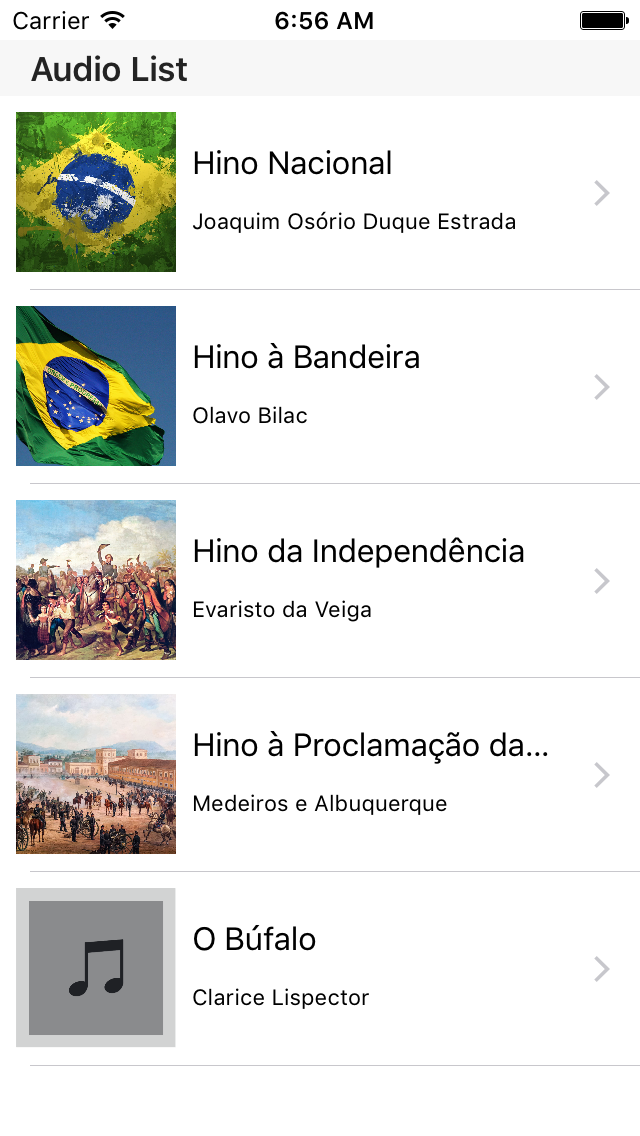 Carrier 6:56 AM
Audio List
Hino Nacional
Joaquim Osório Duque Estrada
Hino à Bandeira
Olavo Bilac
Hino da Independência
Evaristo da Veiga
Hino à Proclamação da...
Medeiros e Albuquerque
O Búfalo
Clarice Lispector